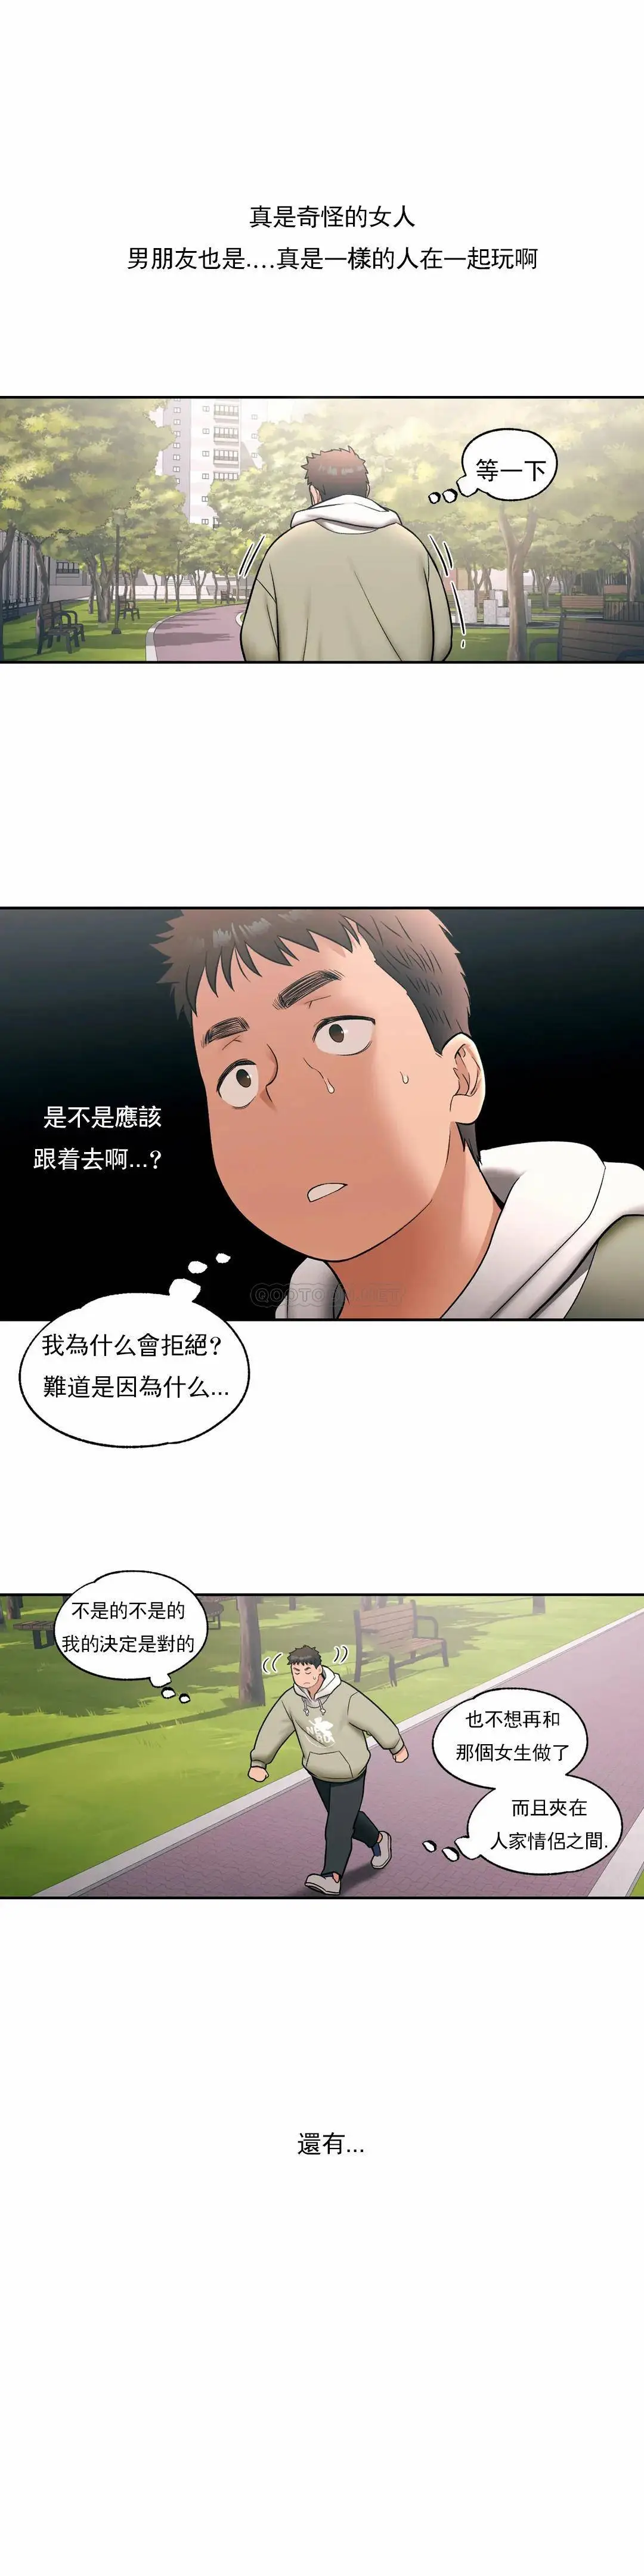 真是奇怪的女人
男朋友也是....真是一樣的人在一起玩啊
等一下
是不是應該
跟着去啊...?
我為什么會拒絕?
難道是因為什么...
不是的不是的
我的決定是對的
也不想再和
那個女生做了
而且夾在
人家情侶之間.
還有...